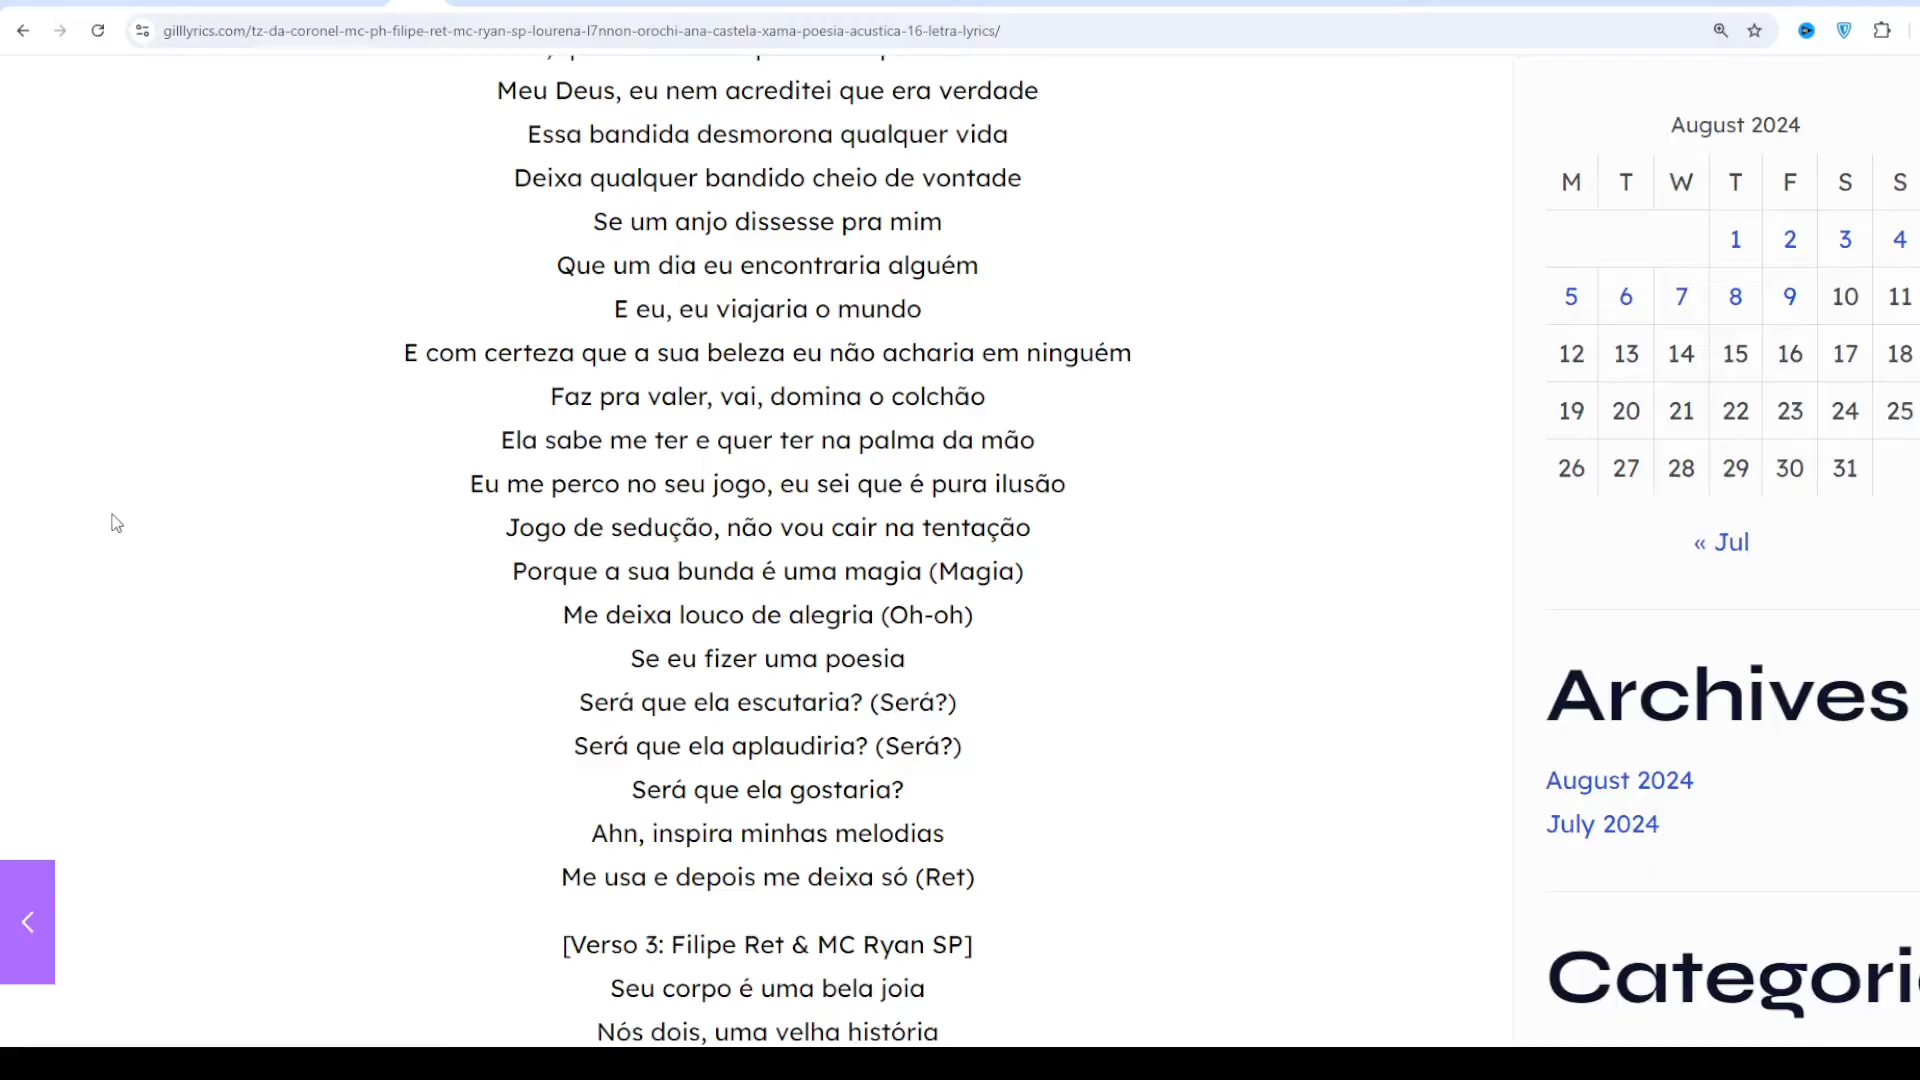 gilllyrics.com/tz-da-coronel-mc-ph-filipe-ret-mc-ryan-sp-lourena-l7nnon-orochi-ana-castela-xama-poesia-acustica-16-letra-lyrics/
Meu Deus, eu nem acreditei que era verdade
Essa bandida desmorona qualquer vida
Deixa qualquer bandido cheio de vontade
Se um anjo dissesse pra mim
Que um dia eu encontraria alguém
E eu, eu viajaria o mundo
E com certeza que a sua beleza eu não acharia em ninguém
Faz pra valer, vai, domina o colchão
Ela sabe me ter e quer ter na palma da mão
Eu me perco no seu jogo, eu sei que é pura ilusão
Jogo de sedução, não vou cair na tentação
Porque a sua bunda é uma magia (Magia)
Me deixa louco de alegria (Oh-oh)
Se eu fizer uma poesia
Será que ela escutaria? (Será?)
Será que ela aplaudiria? (Será?)
Será que ela gostaria?
Ahn, inspira minhas melodias
Me usa e depois me deixa só (Ret)
[Verso 3: Filipe Ret & MC Ryan SP]
Seu corpo é uma bela joia
Nós dois, uma velha história
August 2024
M T W T F S S
1 2 3 4
5 6 7 8 9 10 11
12 13 14 15 16 17 18
19 20 21 22 23 24 25
26 27 28 29 30 31
« Jul
Archives
August 2024
July 2024
Categori